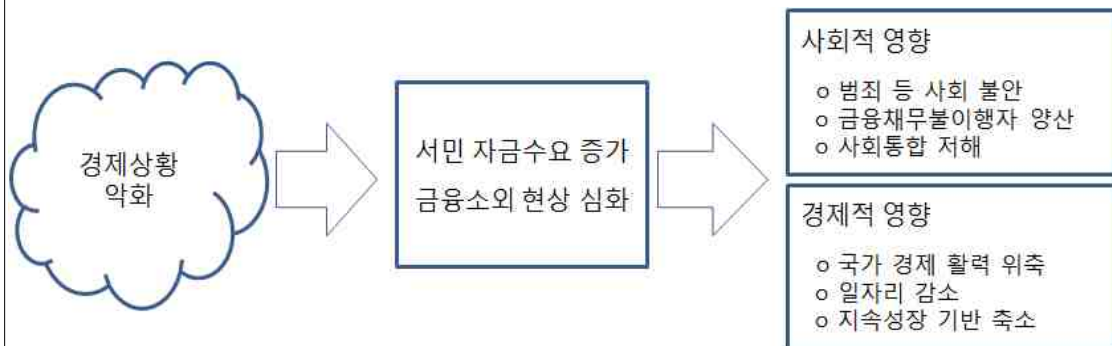 경제상황
악화
서민 자금수요 증가
금융소외 현상 심화
사회적 영향
o 범죄 등 사회 불안
o 금융채무불이행자 양산
o 사회통합 저해
경제적 영향
o 국가 경제 활력 위축
o 일자리 감소
o 지속성장 기반 축소